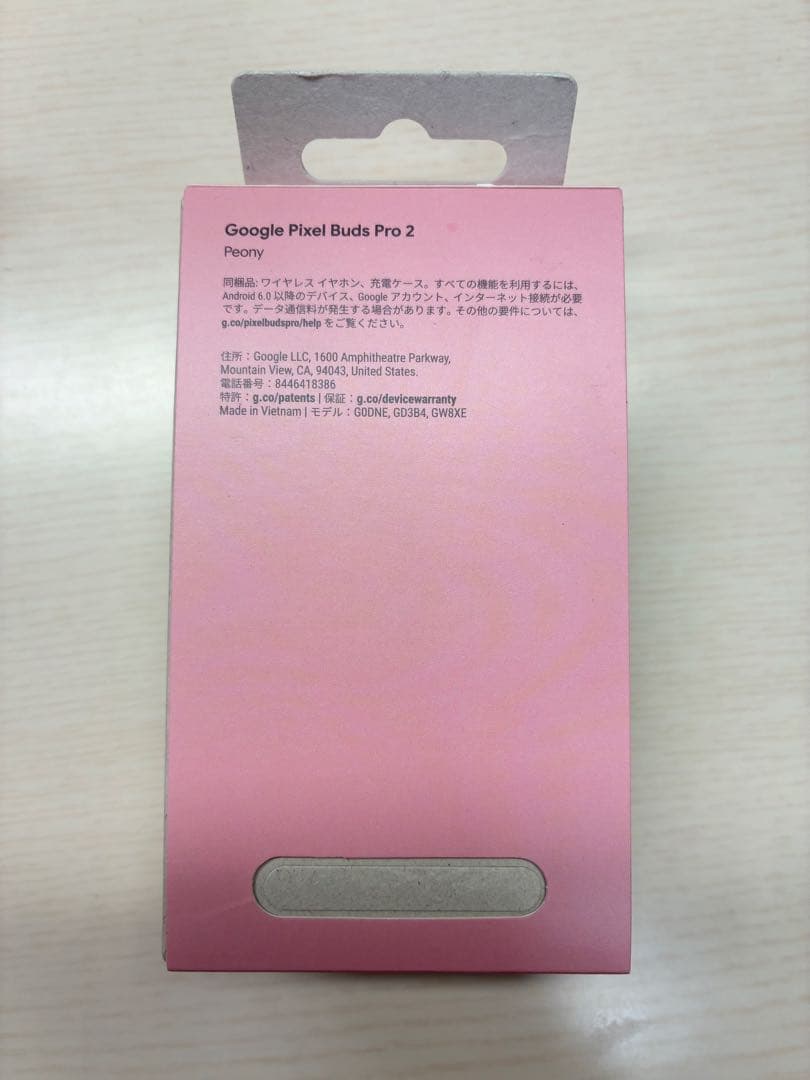 Google Pixel Buds Pro 2
Peony
同梱品: ワイヤレス イヤホン、充電ケース。すべての機能を利用するには、
Android 6.0 以降のデバイス、Google アカウント、インターネット接続が必要
です。データ通信料が発生する場合があります。その他の要件については、
g.co/pixelbudspro/help をご覧ください。
住所：Google LLC, 1600 Amphitheatre Parkway,
Mountain View, CA, 94043, United States.
電話番号：8446418386
特許：g.co/patents | 保証：g.co/devicewarranty
Made in Vietnam | モデル：G0DNE, GD3B4, GW8XE